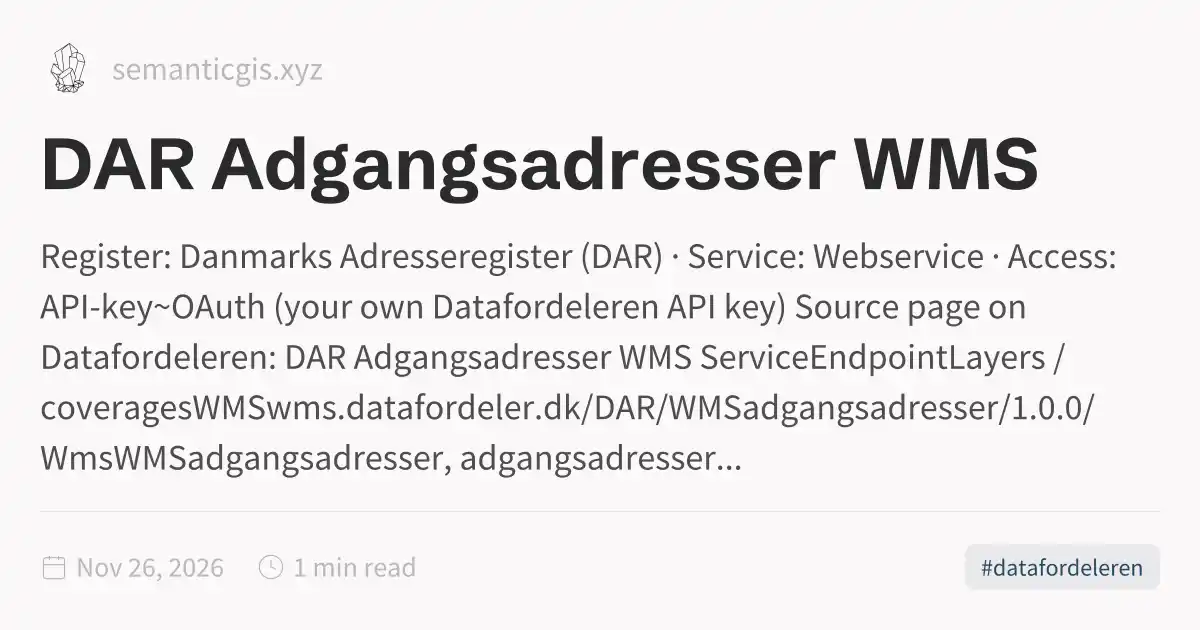 semanticgis.xyz
DAR Adgangsadresser WMS
Register: Danmarks Adresseregister (DAR) · Service: Webservice · Access:
API-key~OAuth (your own Datafordeleren API key) Source page on
Datafordeleren: DAR Adgangsadresser WMS ServiceEndpointLayers /
coveragesWMSwms.datafordeler.dk/DAR/WMSadgangsadresser/1.0.0/
WmsWMSadgangsadresser, adgangsadresser...
Nov 26, 2026
1 min read
#datafordeleren